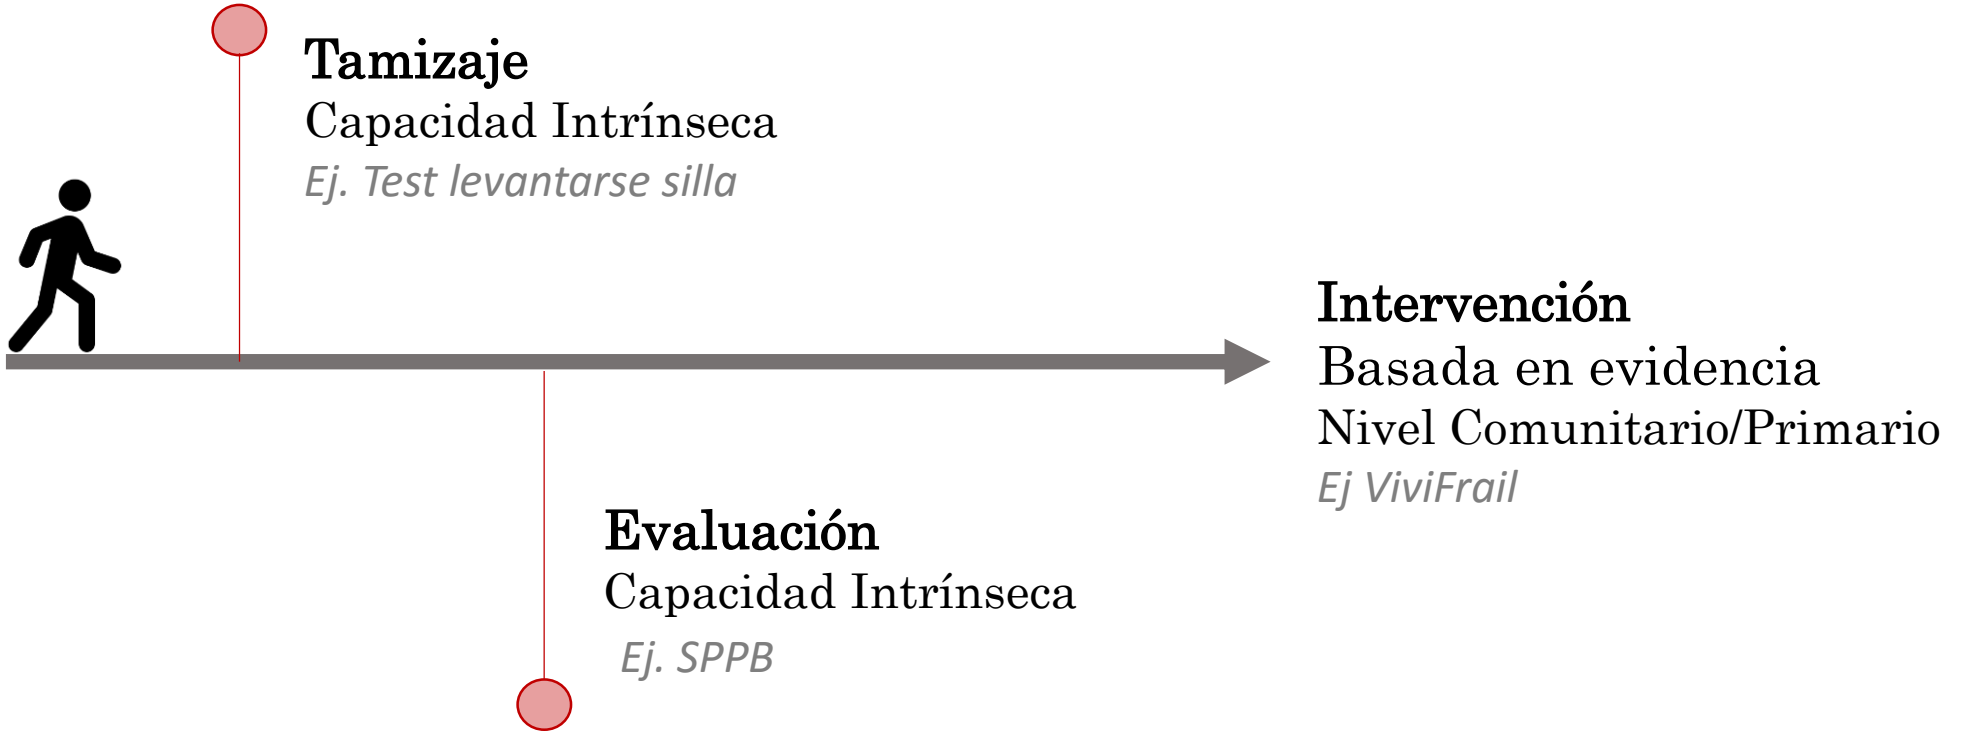 Tamizaje
Capacidad Intrínseca
Ej. Test levantarse silla
Intervención
Basada en evidencia
Nivel Comunitario/Primario
Ej ViviFrail
Evaluación
Capacidad Intrínseca
Ej. SPPB